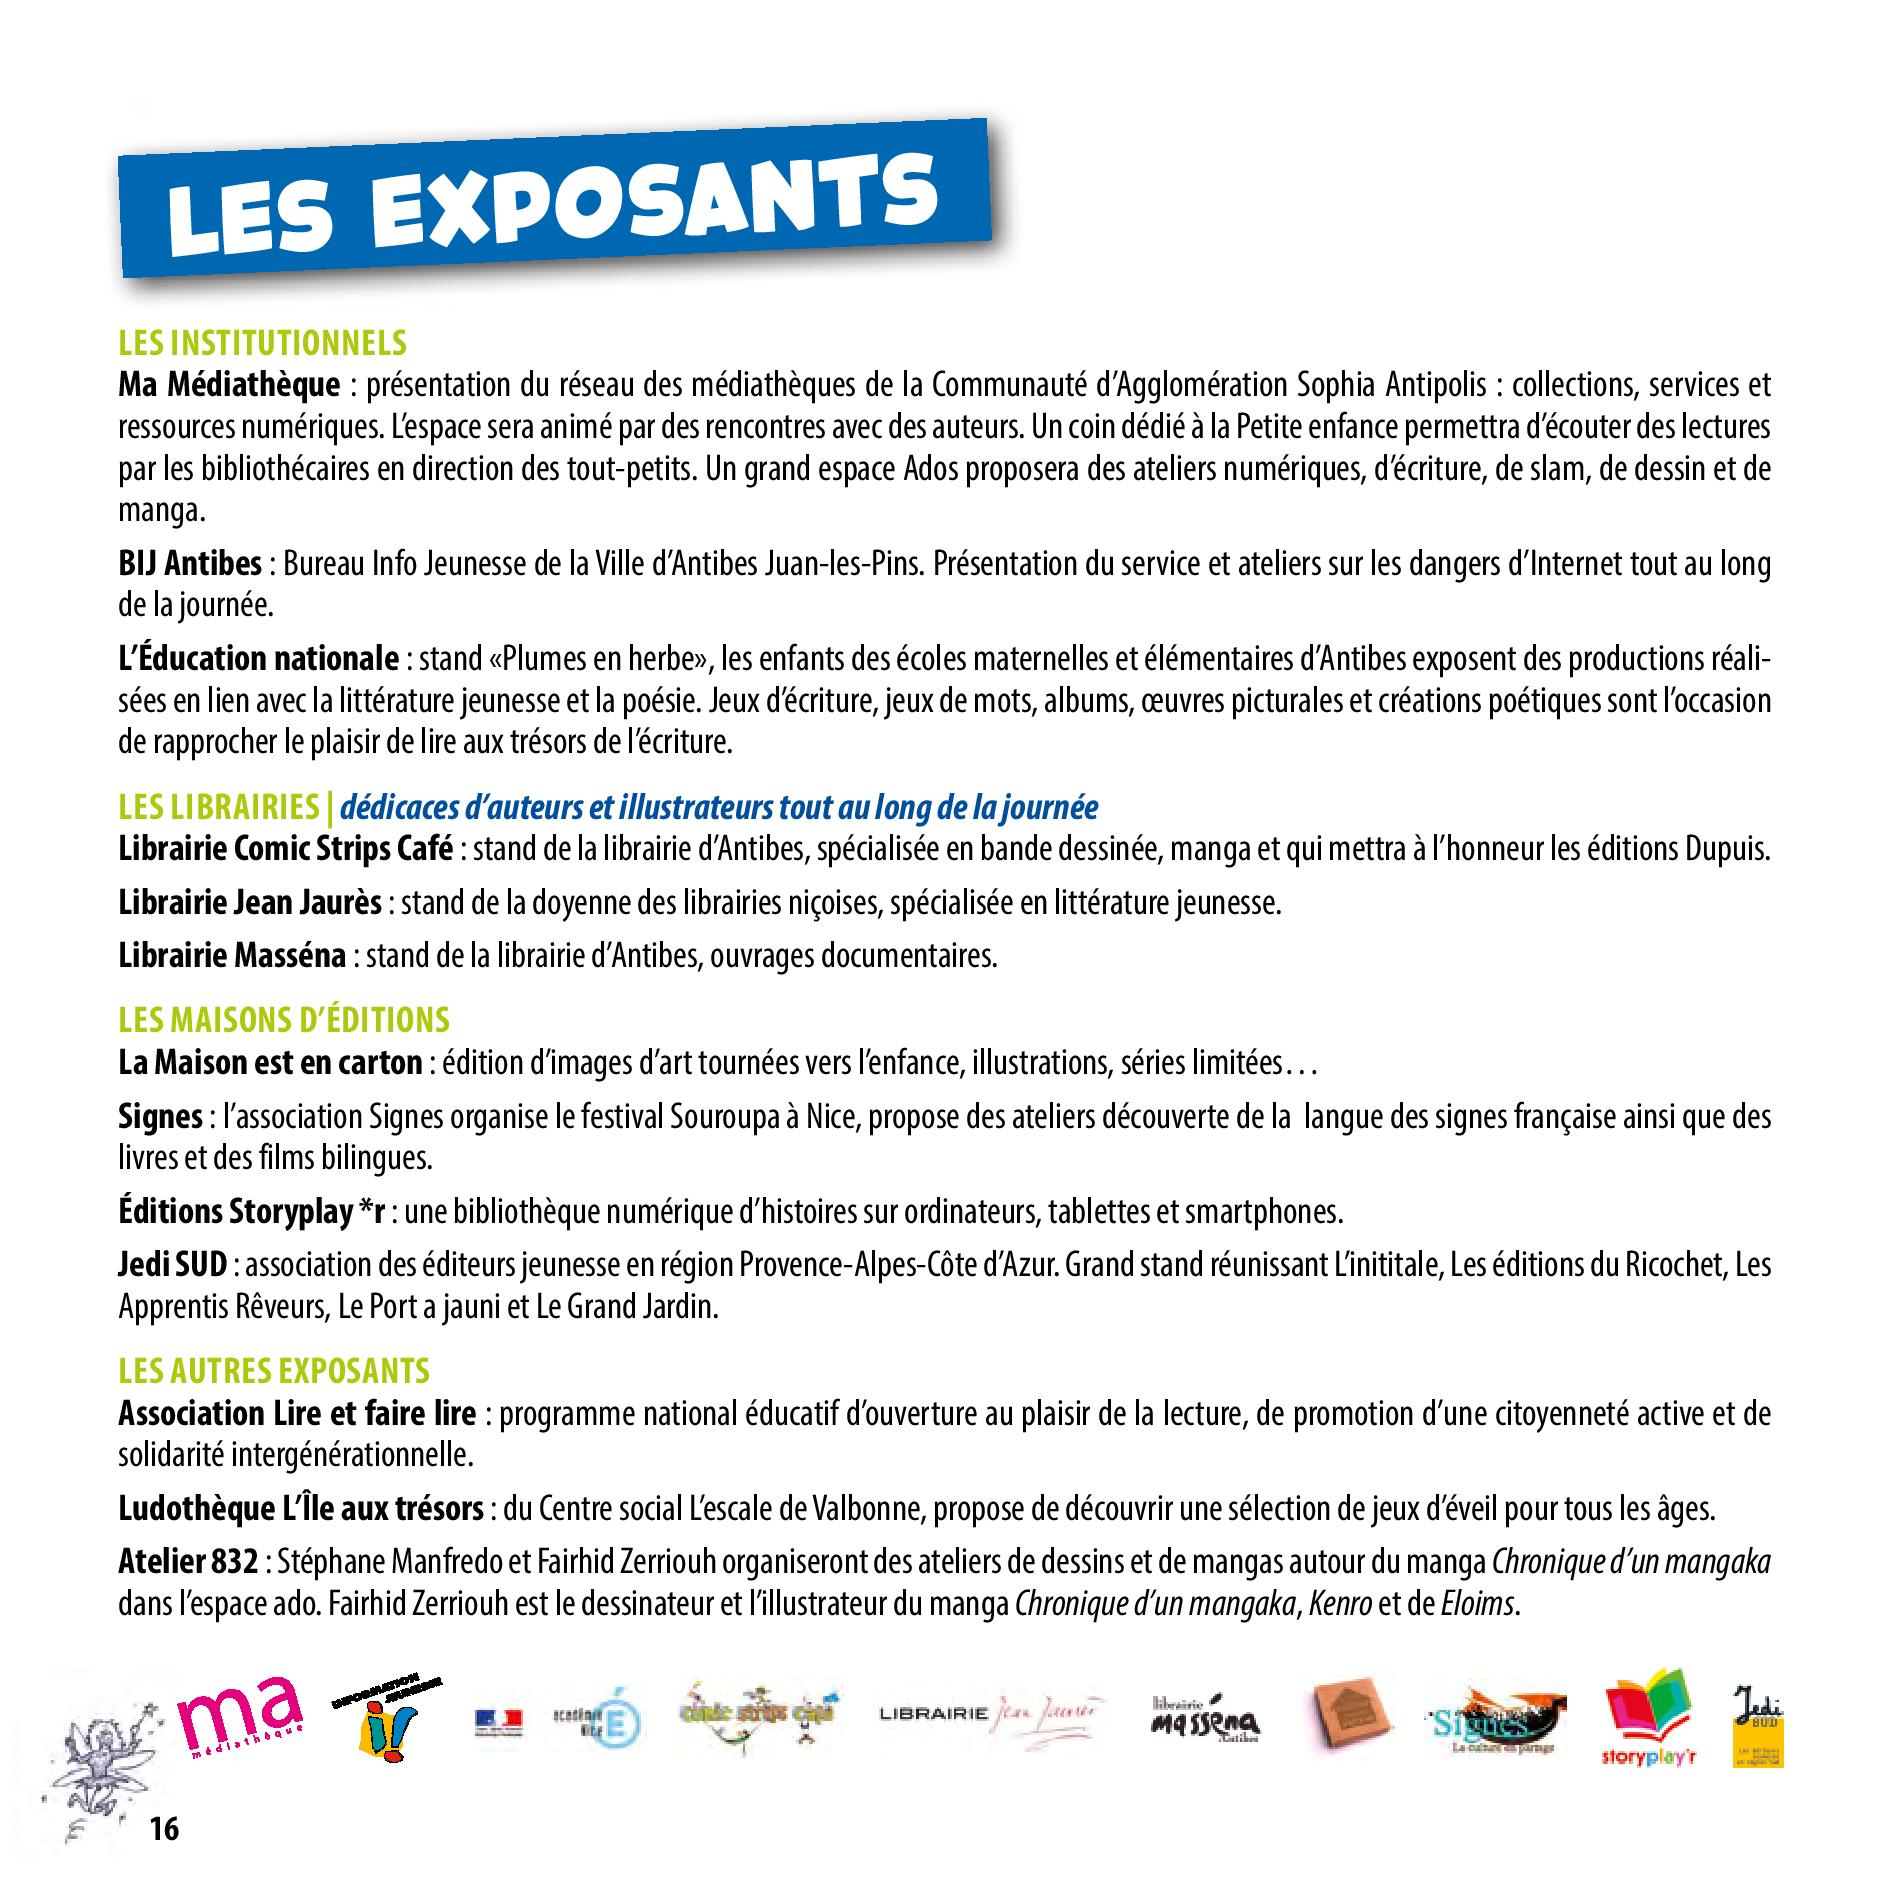 LES EXPOSANTS
LES INSTITUTIONNELS
Ma Médiathèque : présentation du réseau des médiathèques de la Communauté d’Agglomération Sophia Antipolis : collections, services et
ressources numériques. L’espace sera animé par des rencontres avec des auteurs. Un coin dédié à la Petite enfance permettra d’écouter des lectures
par les bibliothécaires en direction des tout-petits. Un grand espace Ados proposera des ateliers numériques, d’écriture, de slam, de dessin et de
manga.
BIJ Antibes : Bureau Info Jeunesse de la Ville d’Antibes Juan-les-Pins. Présentation du service et ateliers sur les dangers d’Internet tout au long
de la journée.
L’Éducation nationale : stand «Plumes en herbe», les enfants des écoles maternelles et élémentaires d’Antibes exposent des productions réali-
sées en lien avec la littérature jeunesse et la poésie. Jeux d’écriture, jeux de mots, albums, œuvres picturales et créations poétiques sont l’occasion
de rapprocher le plaisir de lire aux trésors de l’écriture.
LES LIBRAIRIES | dédicaces d’auteurs et illustrateurs tout au long de la journée
Librairie Comic Strips Café : stand de la librairie d’Antibes, spécialisée en bande dessinée, manga et qui mettra à l’honneur les éditions Dupuis.
Librairie Jean Jaurès : stand de la doyenne des librairies niçoises, spécialisée en littérature jeunesse.
Librairie Masséna : stand de la librairie d’Antibes, ouvrages documentaires.
LES MAISONS D’ÉDITIONS
La Maison est en carton : édition d’images d’art tournées vers l’enfance, illustrations, séries limitées…
Signes : l’association Signes organise le festival Souroupa à Nice, propose des ateliers découverte de la langue des signes française ainsi que des
livres et des films bilingues.
Éditions Storyplay *r : une bibliothèque numérique d’histoires sur ordinateurs, tablettes et smartphones.
Jedi SUD : association des éditeurs jeunesse en région Provence-Alpes-Côte d’Azur. Grand stand réunissant L’inititale, Les éditions du Ricochet, Les
Apprentis Rêveurs, Le Port a jauni et Le Grand Jardin.
LES AUTRES EXPOSANTS
Association Lire et faire lire : programme national éducatif d’ouverture au plaisir de la lecture, de promotion d’une citoyenneté active et de
solidarité intergénérationnelle.
Ludothèque L’Île aux trésors : du Centre social L’escale de Valbonne, propose de découvrir une sélection de jeux d’éveil pour tous les âges.
Atelier 832 : Stéphane Manfredo et Fairhid Zerriouh organiseront des ateliers de dessins et de mangas autour du manga Chronique d’un mangaka
dans l’espace ado. Fairhid Zerriouh est le dessinateur et l’illustrateur du manga Chronique d’un mangaka, Kenro et de Eloims.
ma
médiathèque
INFORMATION
JEUNESSE
académie
Nice
comic strips café
LIBRAIRIE Jean Jaurès
librairie
massena
Antibes
Signes
La culture en partage
storyplay'r
Jedi
SUD
16